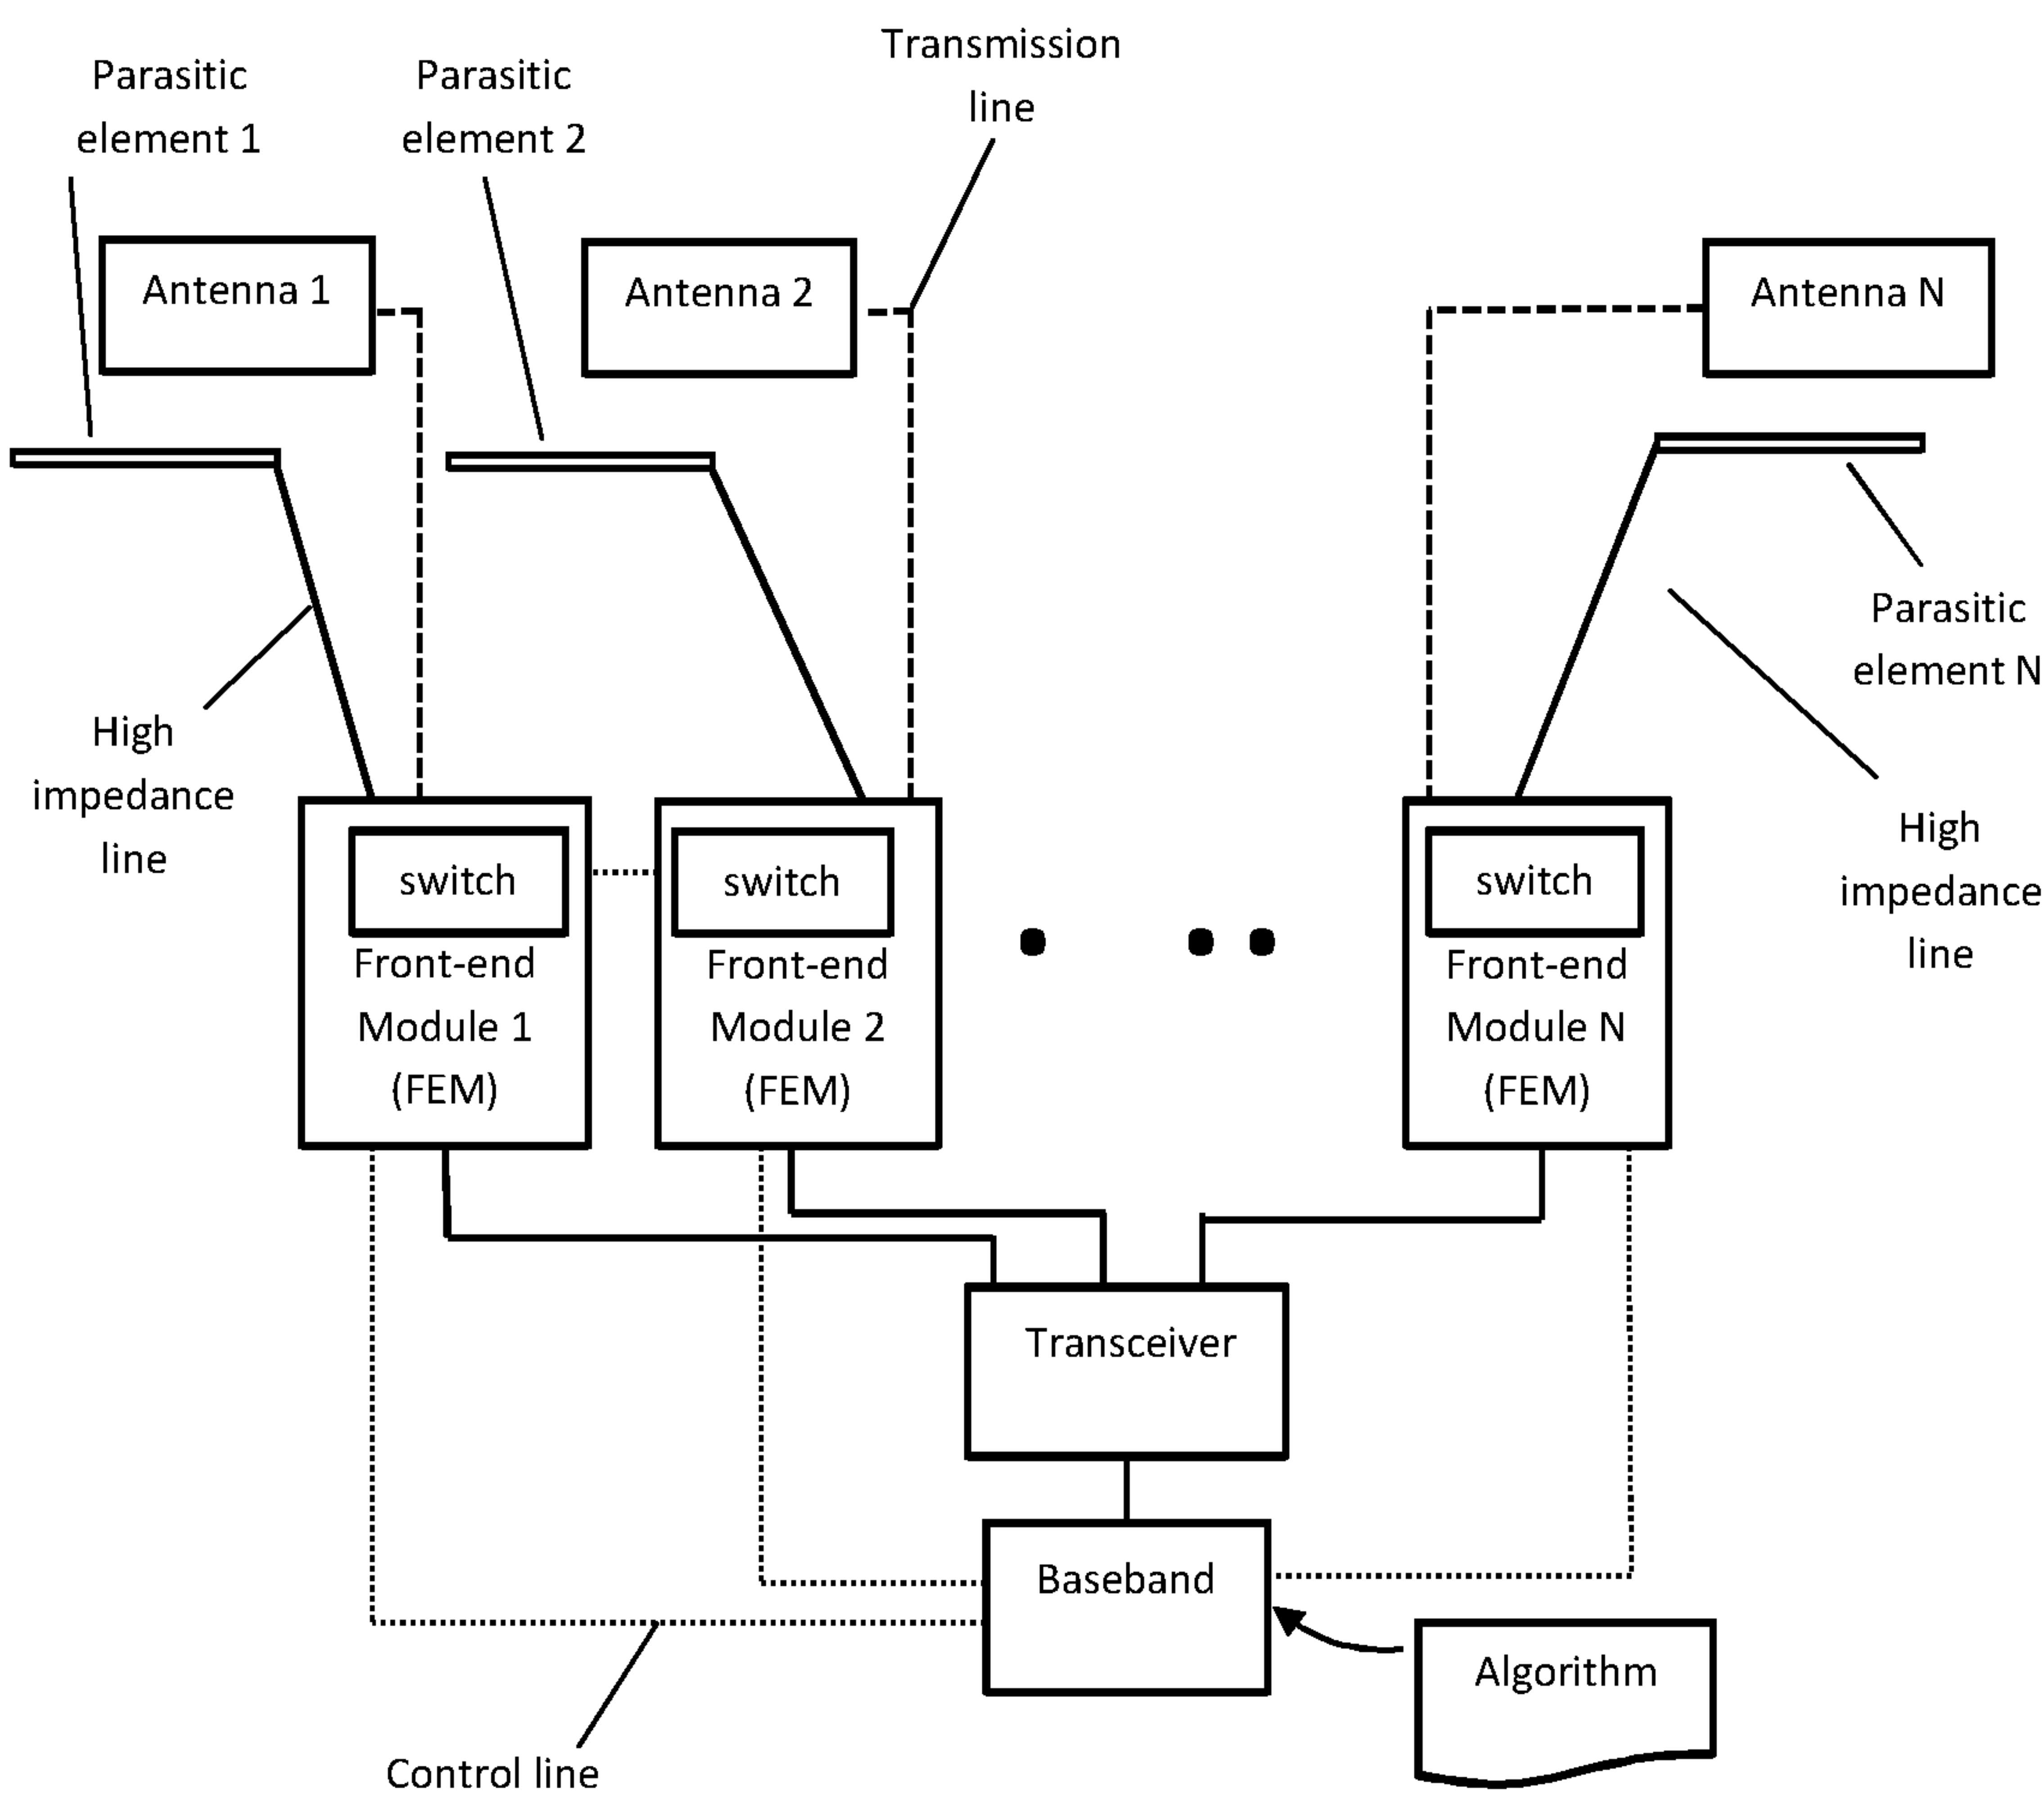 Transmission
line
Parasitic
element 1
Parasitic
element 2
Antenna 1
Antenna 2
Antenna N
Parasitic
element N
High
impedance
line
High
impedance
line
switch
Front-end
Module 1
(FEM)
switch
Front-end
Module 2
(FEM)
switch
Front-end
Module N
(FEM)
Transceiver
Baseband
Algorithm
Control line